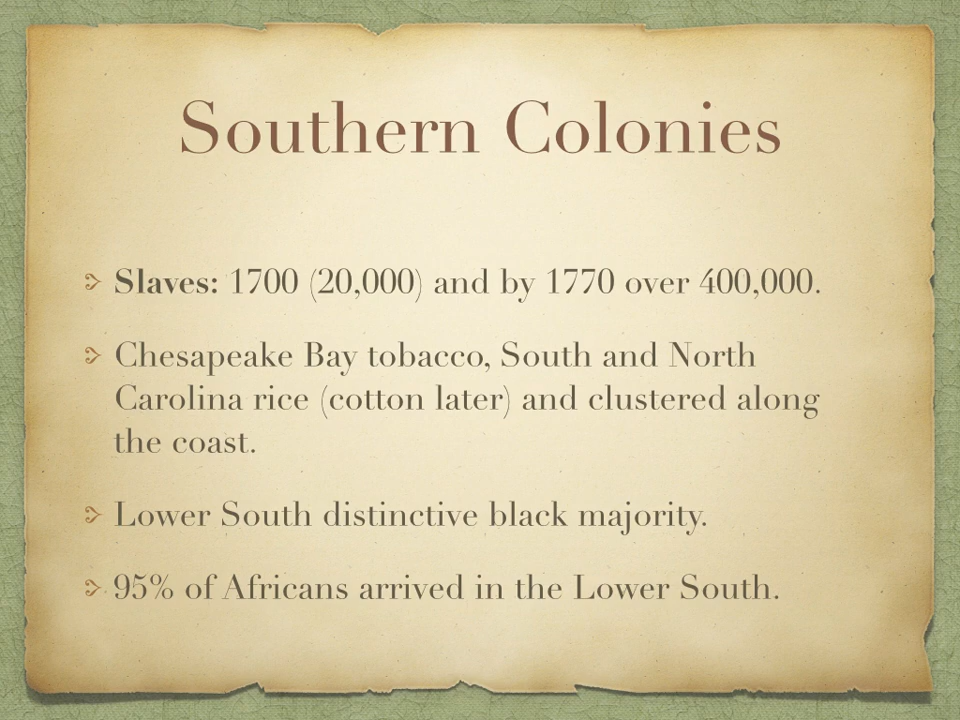 Southern Colonies
Slaves: 1700 (20,000) and by 1770 over 400,000.
Chesapeake Bay tobacco, South and North
Carolina rice (cotton later) and clustered along
the coast.
Lower South distinctive black majority.
95% of Africans arrived in the Lower South.